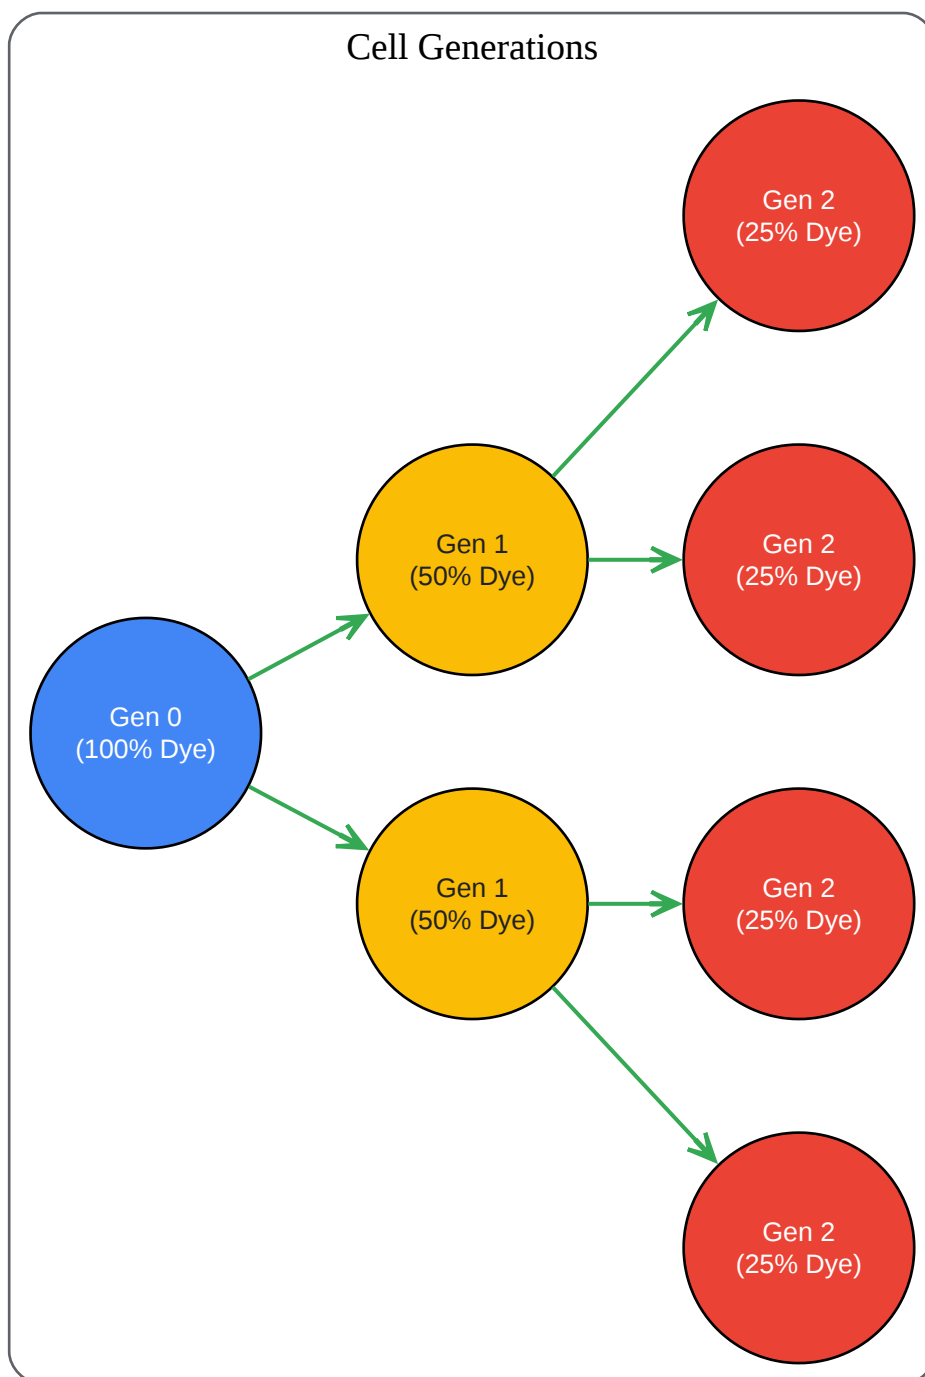 Cell Generations
Gen 2
(25% Dye)
Gen 1
(50% Dye)
Gen 2
(25% Dye)
Gen 0
(100% Dye)
Gen 1
(50% Dye)
Gen 2
(25% Dye)
Gen 2
(25% Dye)